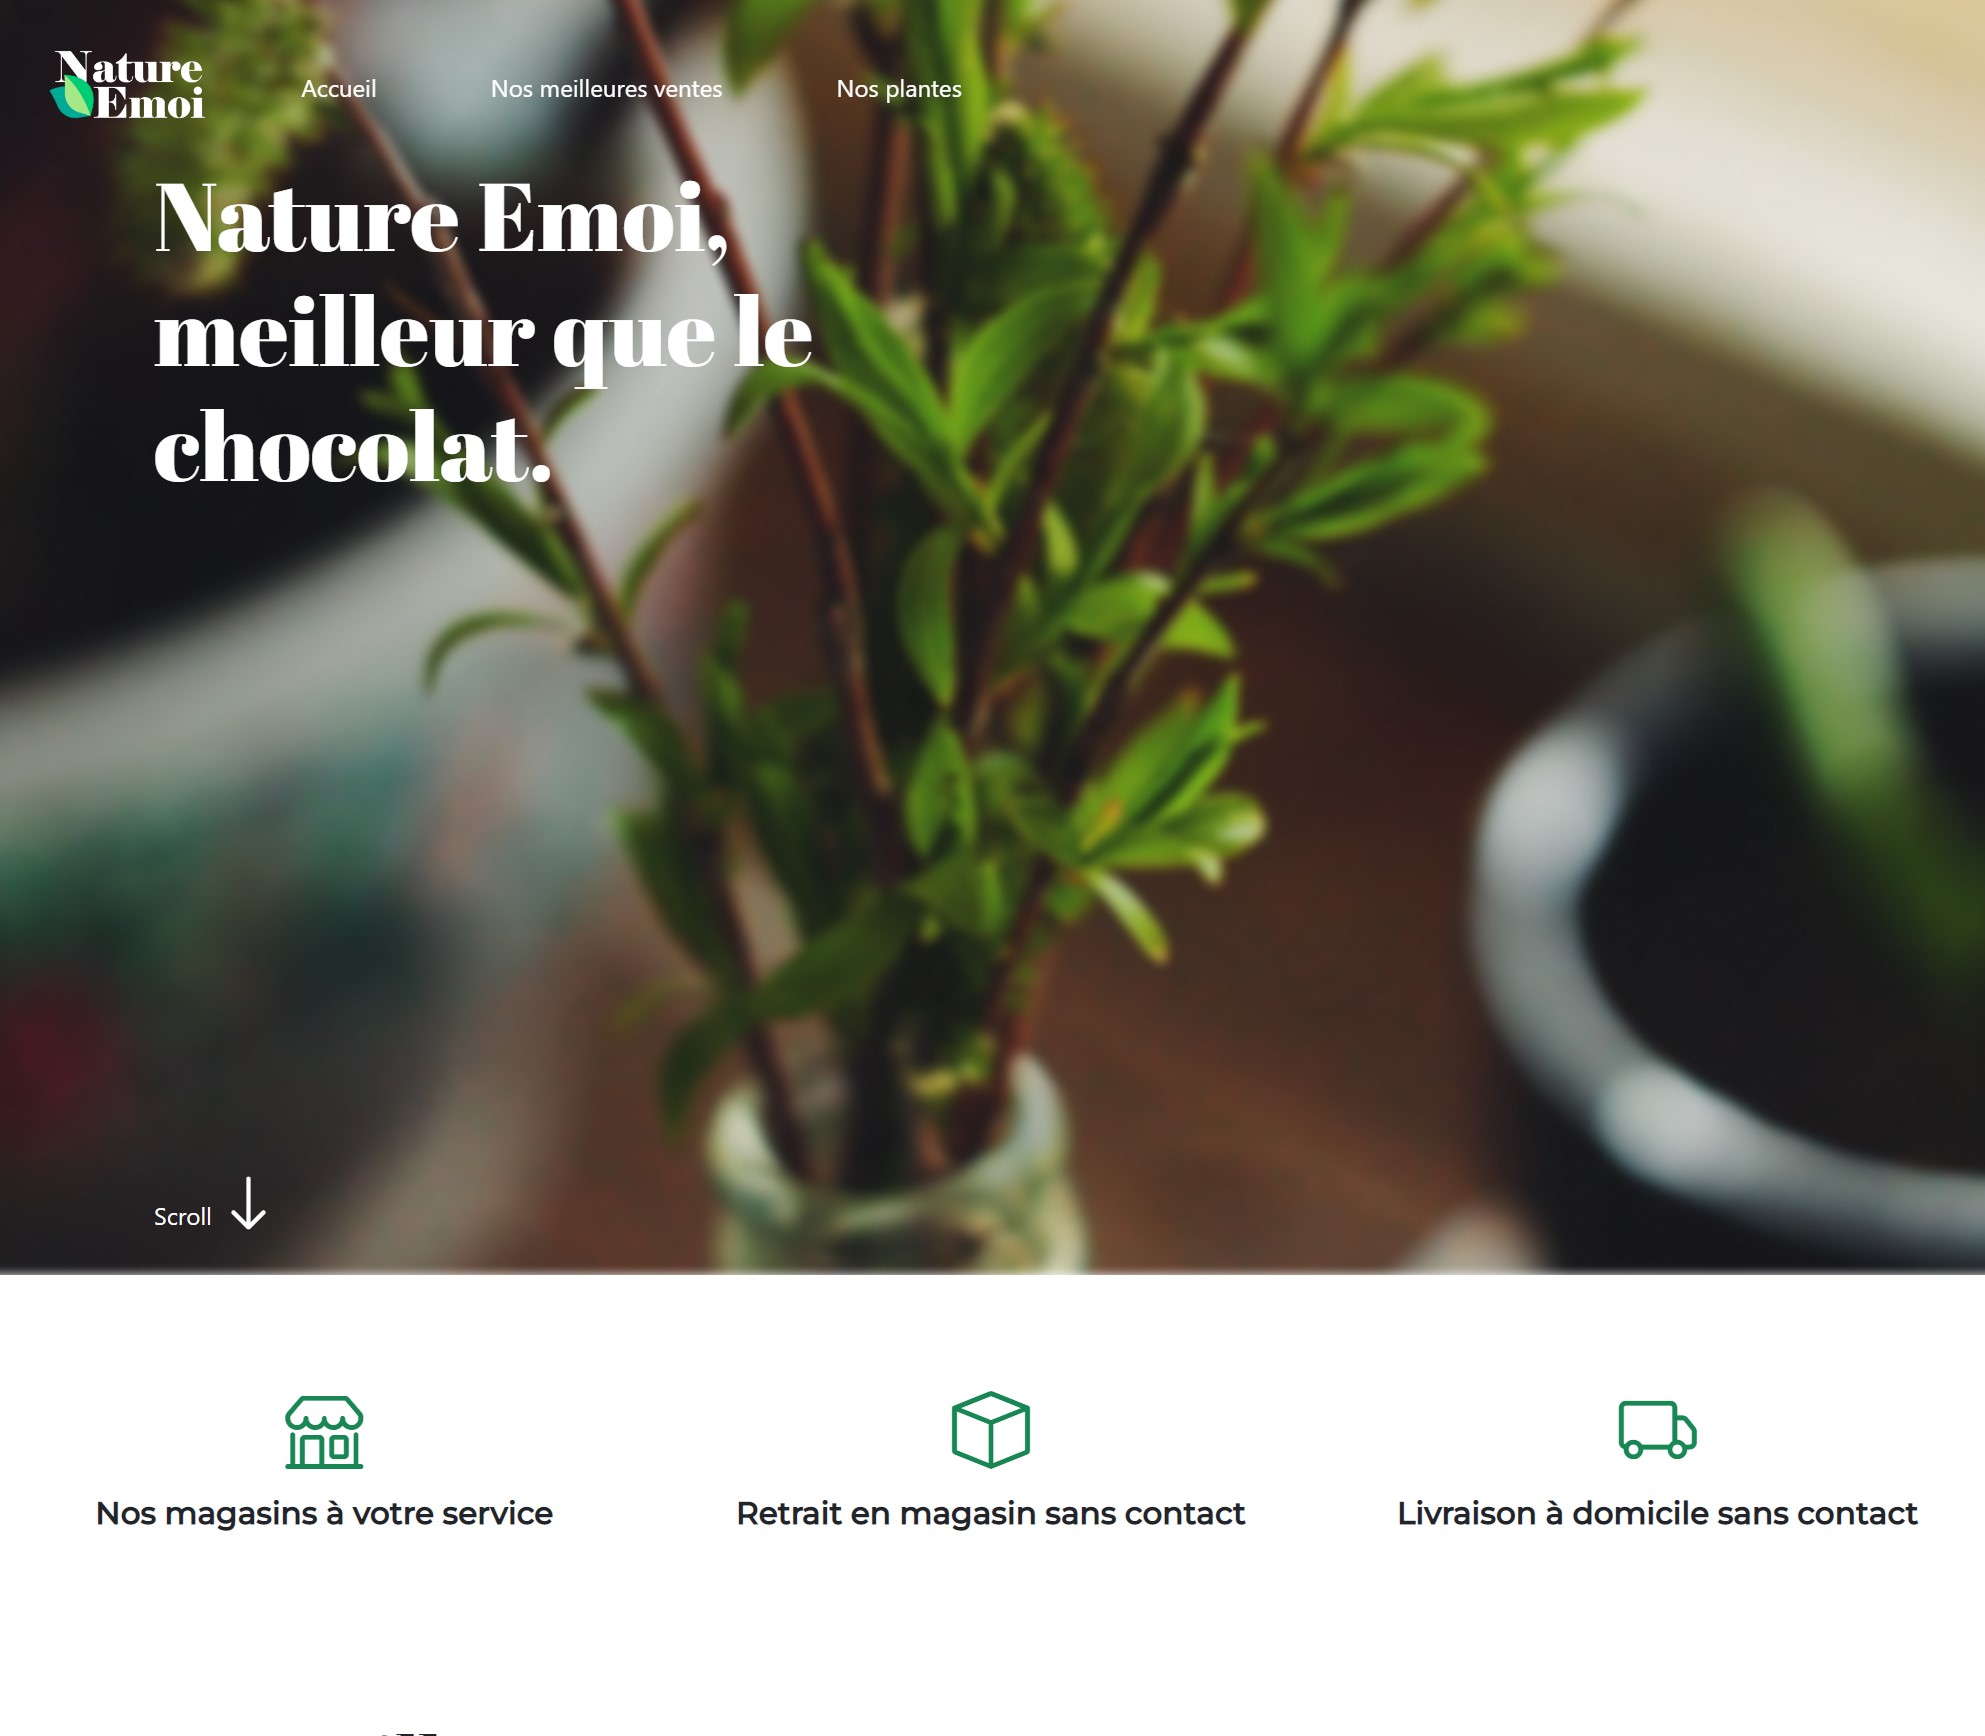 Nature
Emoi
Accueil
Nos meilleures ventes
Nos plantes
Nature Emoi,
meilleur que le
chocolat.
Scroll
Nos magasins à votre service
Retrait en magasin sans contact
Livraison à domicile sans contact